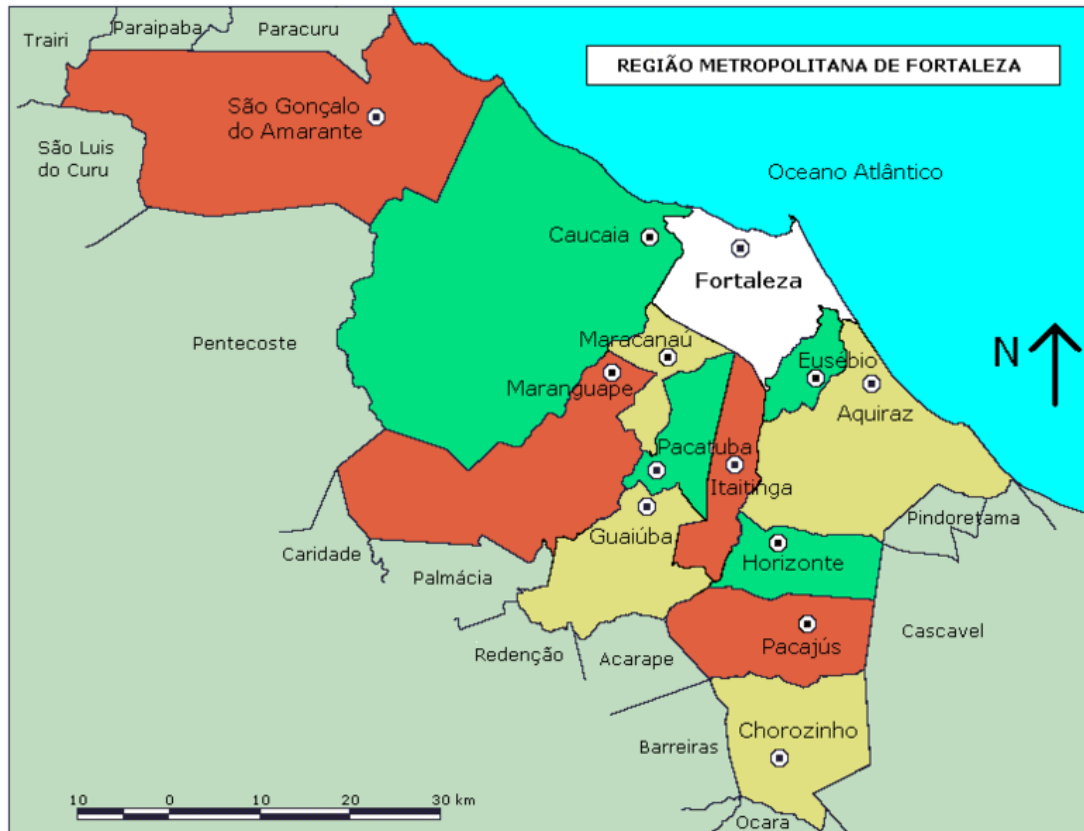 Trairi
Paraipaba
Paracuru
REGIÃO METROPOLITANA DE FORTALEZA
São Gonçalo
do Amarante
São Luis
do Curu
Oceano Atlântico
Caucaia
Fortaleza
Pentecoste
Maracanaú
N
Eusébio
Maranguape
Aquiraz
Pacatuba
Itaitinga
Pindoretama
Guaiúba
Caridade
Horizonte
Palmácia
Cascavel
Pacajús
Redenção
Acarape
Chorozinho
Barreiras
10 0 10 20 30 km
Ocara